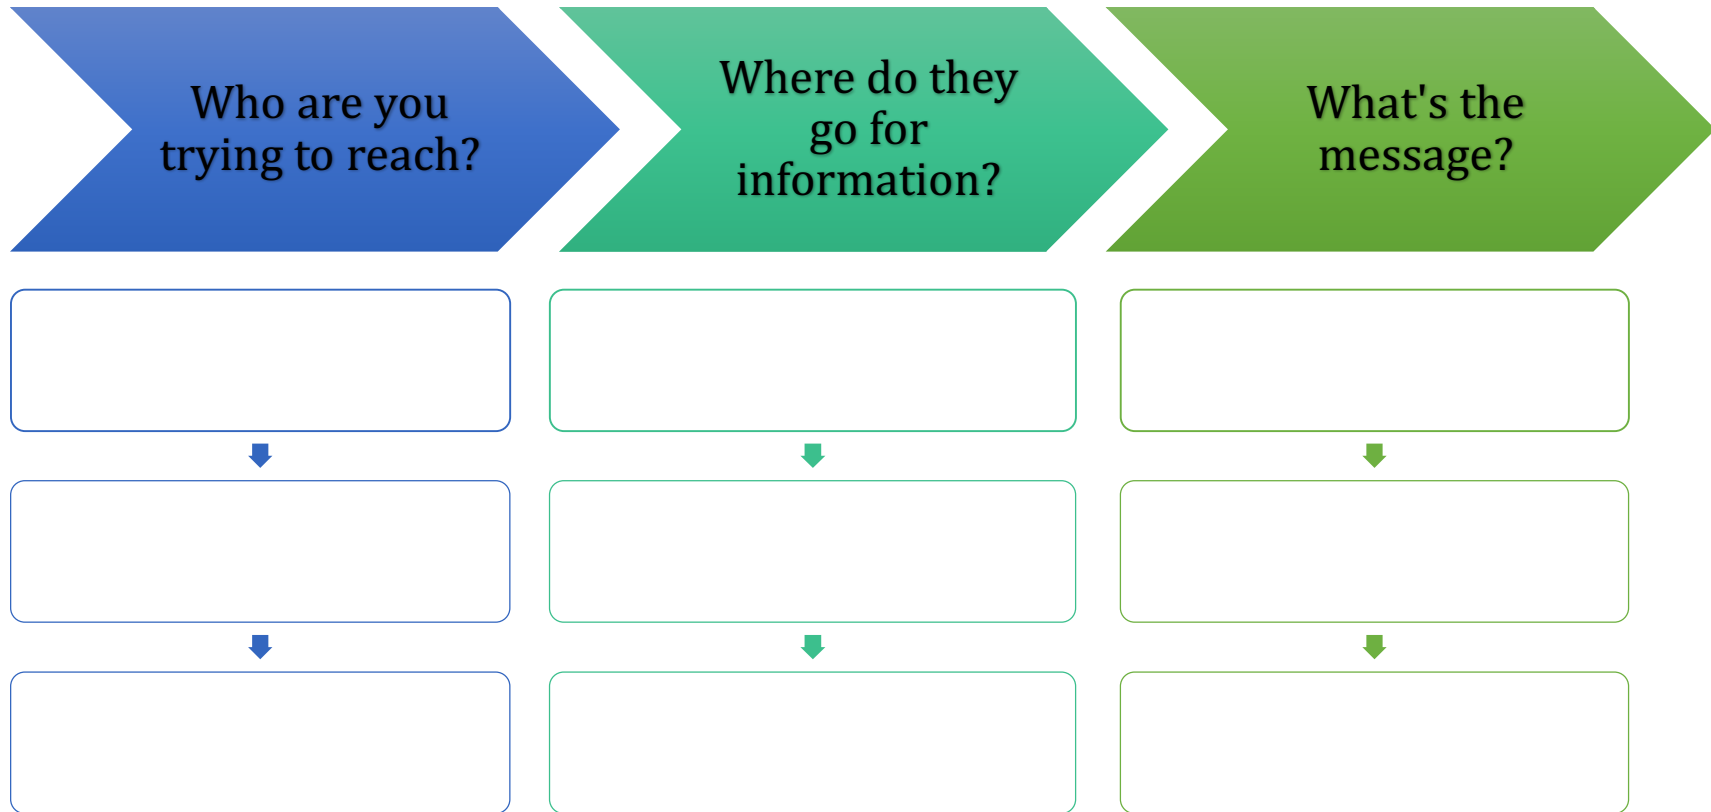 Who are you
trying to reach?
Where do they
go for
information?
What's the
message?